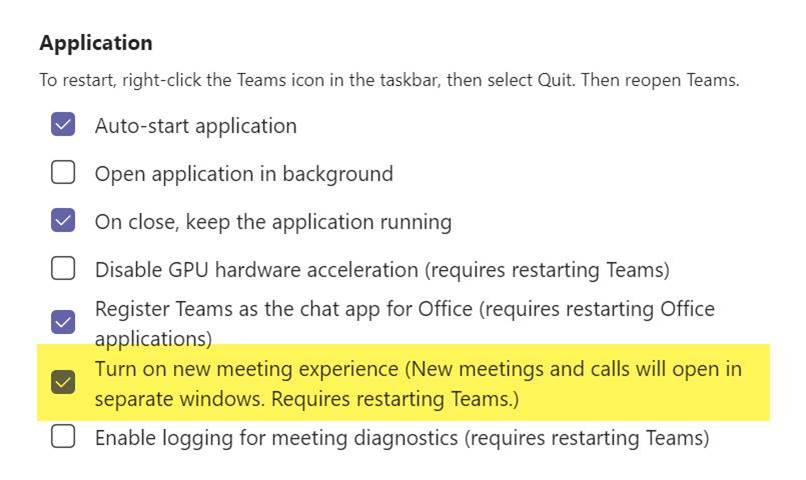 Application
To restart, right-click the Teams icon in the taskbar, then select Quit. Then reopen Teams.
Auto-start application
Open application in background
On close, keep the application running
Disable GPU hardware acceleration (requires restarting Teams)
Register Teams as the chat app for Office (requires restarting Office
applications)
Turn on new meeting experience (New meetings and calls will open in
separate windows. Requires restarting Teams.)
Enable logging for meeting diagnostics (requires restarting Teams)